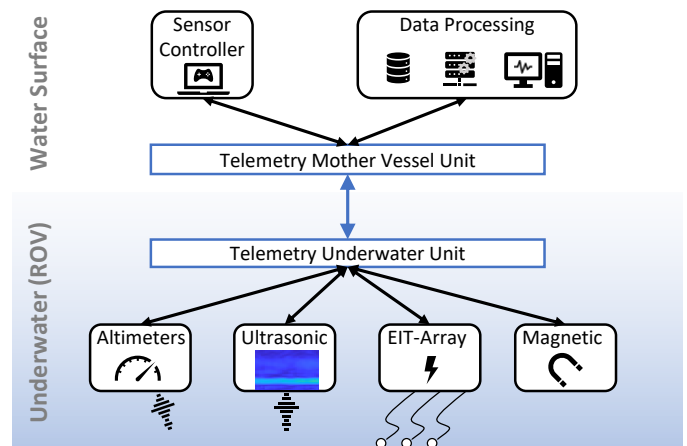 Sensor
Controller
Data Processing
Water Surface
Telemetry Mother Vessel Unit
Telemetry Underwater Unit
Underwater (ROV)
Altimeters
Ultrasonic
EIT-Array
Magnetic